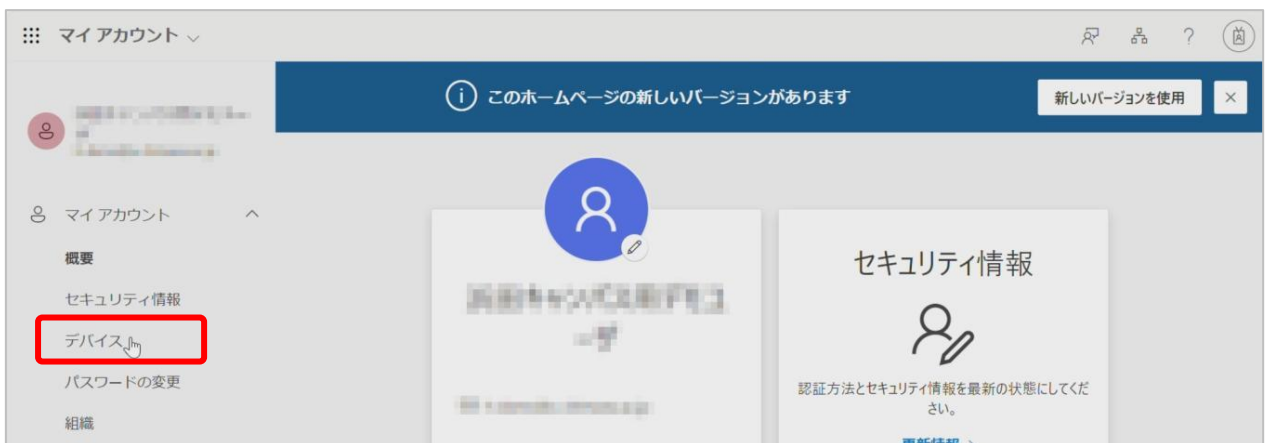 マイ アカウント
?
このホームページの新しいバージョンがあります
新しいバージョンを使用
マイ アカウント
概要
セキュリティ情報
デバイス
パスワードの変更
組織
セキュリティ情報
認証方法とセキュリティ情報を最新の状態にしてくだ
さい。
更新情報 >